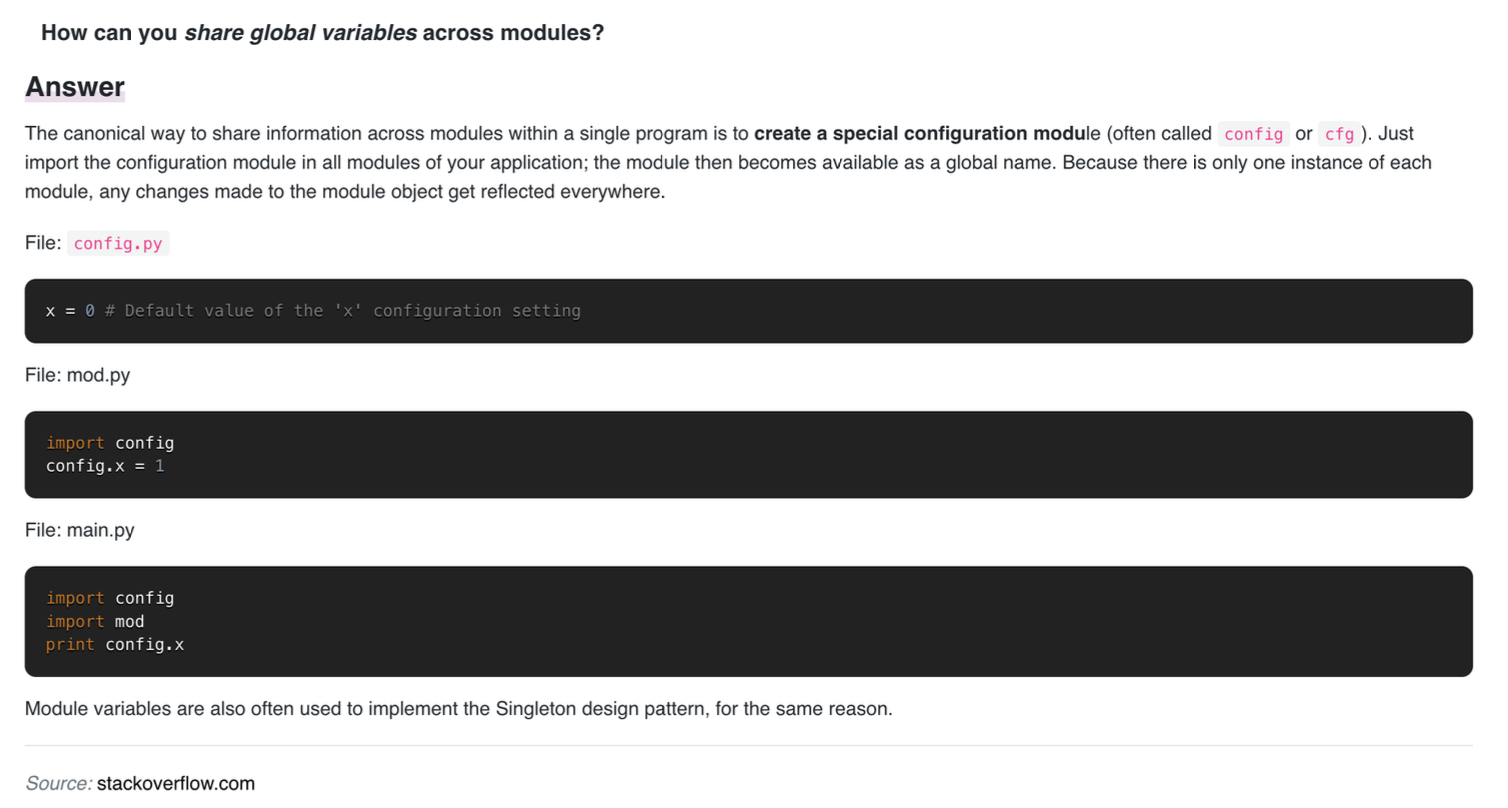 How can you share global variables across modules?
Answer
The canonical way to share information across modules within a single program is to create a special configuration module (often called config or cfg ). Just
import the configuration module in all modules of your application; the module then becomes available as a global name. Because there is only one instance of each
module, any changes made to the module object get reflected everywhere.
File: config.py
x = 0 # Default value of the 'x' configuration setting
File: mod.py
import config
config.x = 1
File: main.py
import config
import mod
print config.x
Module variables are also often used to implement the Singleton design pattern, for the same reason.
Source: stackoverflow.com